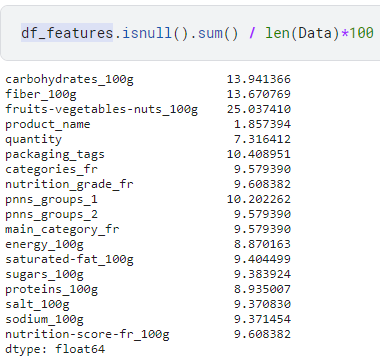 df_features.isnull().sum() / len(Data)*100
carbohydrates_100g 13.941366
fiber_100g 13.670769
fruits-vegetables-nuts_100g 25.037410
product_name 1.857394
quantity 7.316412
packaging_tags 10.408951
categories_fr 9.579390
nutrition_grade_fr 9.608382
pnns_groups_1 10.202262
pnns_groups_2 9.579390
main_category_fr 9.579390
energy_100g 8.870163
saturated-fat_100g 9.404499
sugars_100g 9.383924
proteins_100g 8.935007
salt_100g 9.370830
sodium_100g 9.371454
nutrition-score-fr_100g 9.608382
dtype: float64